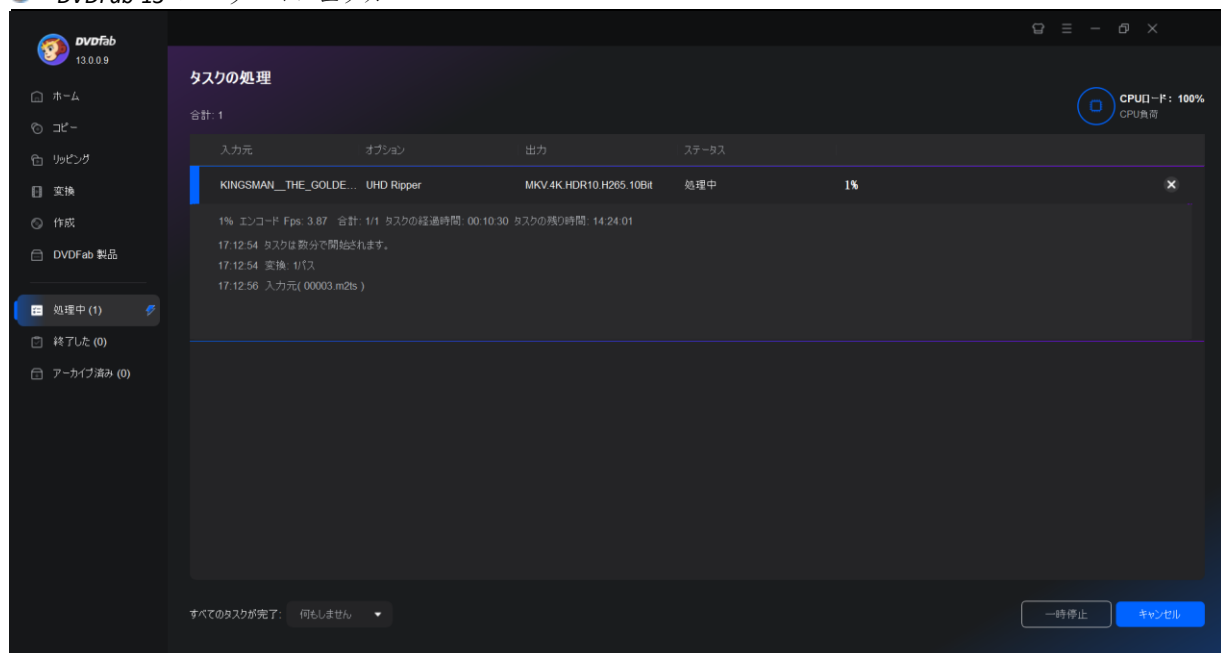 DVDFab
13.0.0.9
ホーム
コピー
リッピング
変換
作成
DVDFab 製品
処理中 (1)
終了した (0)
アーカイブ済み (0)
タスクの処理
合計: 1
CPUロード: 100%
CPU負荷
入力元 オプション 出力 ステータス
KINGSMAN__THE_GOLDE... UHD Ripper MKV.4K.HDR10.H265.10Bit 処理中 1%
1% エンコード Fps: 3.87 合計: 1/1 タスクの経過時間: 00:10:30 タスクの残り時間: 14:24:01
17:12:54 タスクは数分で開始されます。
17:12:54 変換: 1/パス
17:12:56 入力元( 00003.m2ts )
すべてのタスクが完了: 何もしません
一時停止 キャンセル